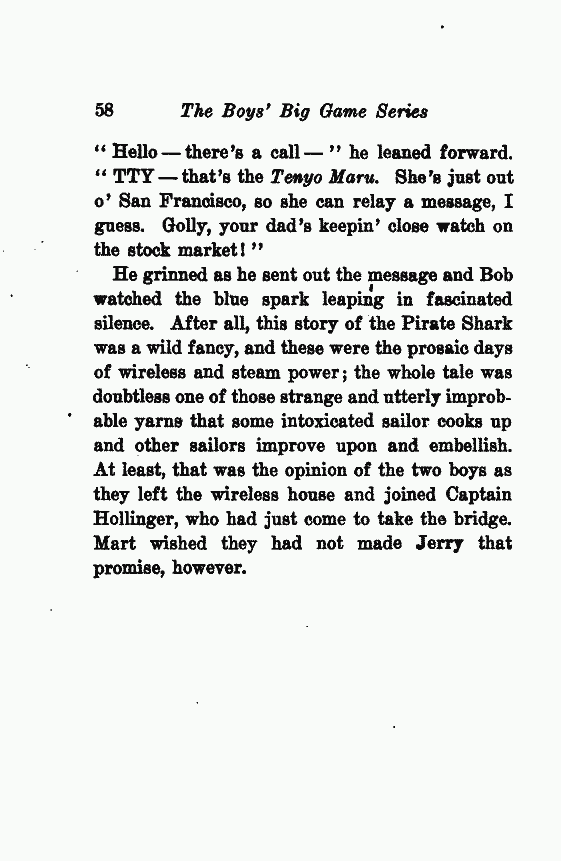 58 The Boys' Big Game Series
" Hello — there's a call — " he leaned forward.
" TTY — that's the Tenyo Maru. She's just out
o' San Francisco, so she can relay a message, I
guess. Golly, your dad's keepin' close watch on
the stock market! "
He grinned as he sent out the message and Bob
watched the blue spark leaping in fascinated
silence. After all, this story of the Pirate Shark
was a wild fancy, and these were the prosaic days
of wireless and steam power; the whole tale was
doubtless one of those strange and utterly improb-
able yarns that some intoxicated sailor cooks up
and other sailors improve upon and embellish.
At least, that was the opinion of the two boys as
they left the wireless house and joined Captain
Hollinger, who had just come to take the bridge.
Mart wished they had not made Jerry that
promise, however.